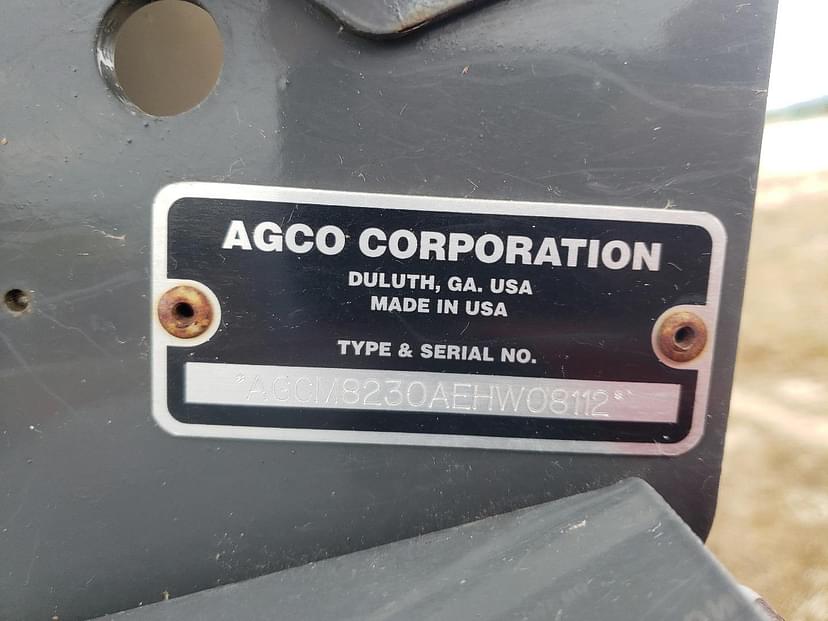 AGCO CORPORATION
DULUTH, GA. USA
MADE IN USA
TYPE & SERIAL NO.
*AGCM8230AEHW08112*